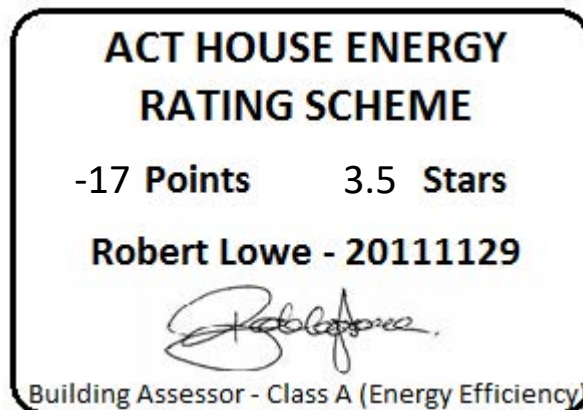 ACT HOUSE ENERGY
RATING SCHEME
-17 Points 3.5 Stars
Robert Lowe - 20111129
Building Assessor - Class A (Energy Efficiency)